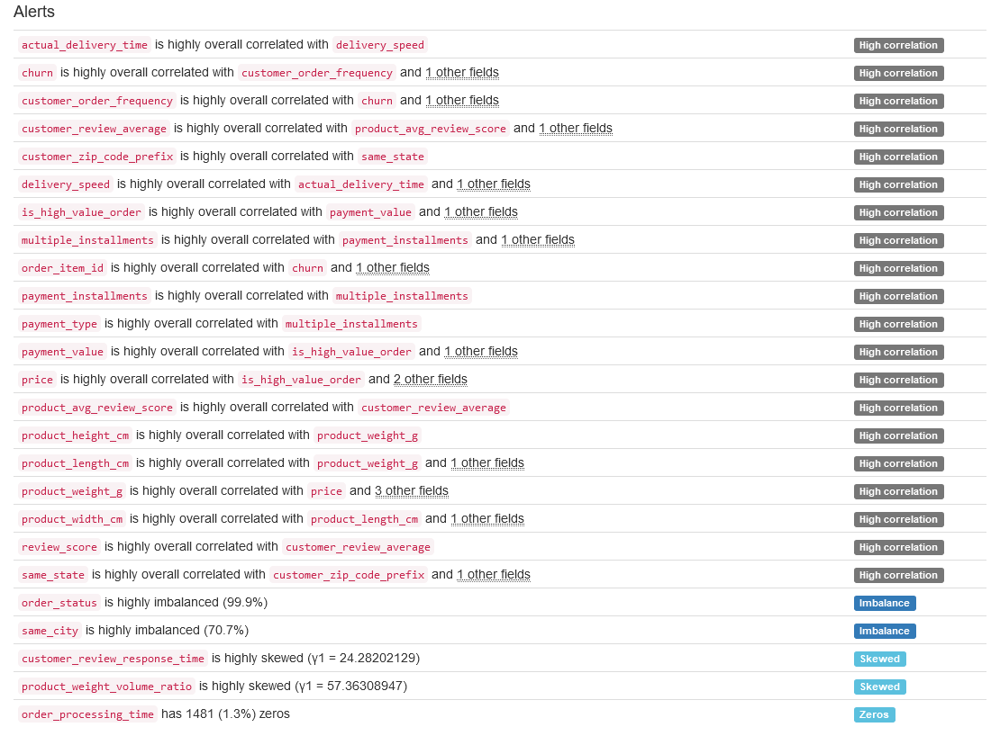 Alerts
actual_delivery_time is highly overall correlated with delivery_speed High correlation
churn is highly overall correlated with customer_order_frequency and 1 other fields High correlation
customer_order_frequency is highly overall correlated with churn and 1 other fields High correlation
customer_review_average is highly overall correlated with product_avg_review_score and 1 other fields High correlation
customer_zip_code_prefix is highly overall correlated with same_state High correlation
delivery_speed is highly overall correlated with actual_delivery_time and 1 other fields High correlation
is_high_value_order is highly overall correlated with payment_value and 1 other fields High correlation
multiple_installments is highly overall correlated with payment_installments and 1 other fields High correlation
order_item_id is highly overall correlated with churn and 1 other fields High correlation
payment_installments is highly overall correlated with multiple_installments High correlation
payment_type is highly overall correlated with multiple_installments High correlation
payment_value is highly overall correlated with is_high_value_order and 1 other fields High correlation
price is highly overall correlated with is_high_value_order and 2 other fields High correlation
product_avg_review_score is highly overall correlated with customer_review_average High correlation
product_height_cm is highly overall correlated with product_weight_g High correlation
product_length_cm is highly overall correlated with product_weight_g and 1 other fields High correlation
product_weight_g is highly overall correlated with price and 3 other fields High correlation
product_width_cm is highly overall correlated with product_length_cm and 1 other fields High correlation
review_score is highly overall correlated with customer_review_average High correlation
same_state is highly overall correlated with customer_zip_code_prefix and 1 other fields High correlation
order_status is highly imbalanced (99.9%) Imbalance
same_city is highly imbalanced (70.7%) Imbalance
customer_review_response_time is highly skewed (γ1 = 24.28202129) Skewed
product_weight_volume_ratio is highly skewed (γ1 = 57.36308947) Skewed
order_processing_time has 1481 (1.3%) zeros Zeros